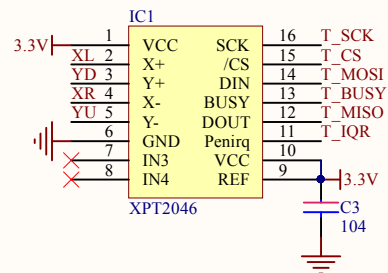 IC1
3.3V 1 VCC SCK 16 T_SCK
XL 2 X+ /CS 15 T_CS
YD 3 Y+ DIN 14 T_MOSI
XR 4 X- BUSY 13 T_BUSY
YU 5 Y- DOUT 12 T_MISO
6 GND Penirq 11 T_IQR
7 IN3 VCC 10
8 IN4 REF 9 3.3V
XPT2046
C3
104